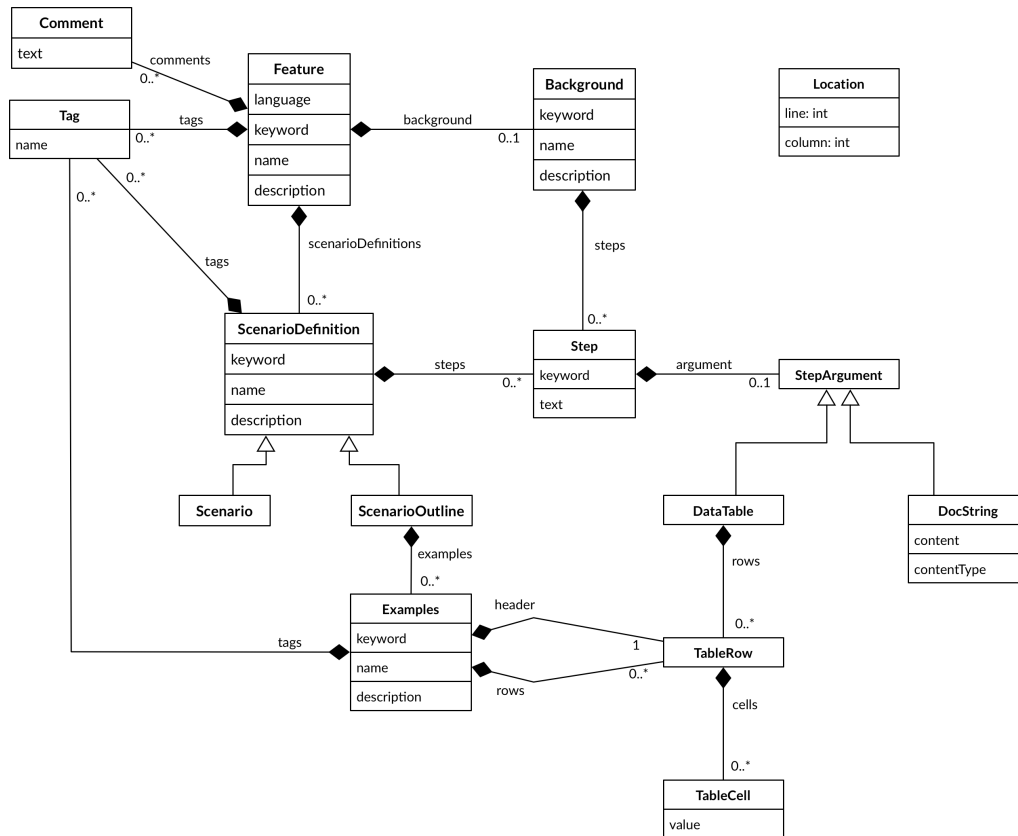 Comment
text
comments
0..*
Feature
language
keyword
name
description
Background
keyword
name
description
Location
line: int
column: int
Tag
name
tags
0..*
background
0..1
0..*
0..*
tags
scenarioDefinitions
0..*
steps
0..*
ScenarioDefinition
keyword
name
description
steps
0..*
Step
keyword
text
argument
0..1
StepArgument
Scenario
ScenarioOutline
DataTable
DocString
content
contentType
examples
0..*
rows
0..*
Examples
keyword
name
description
tags
header
1
rows
0..*
TableRow
cells
0..*
TableCell
value